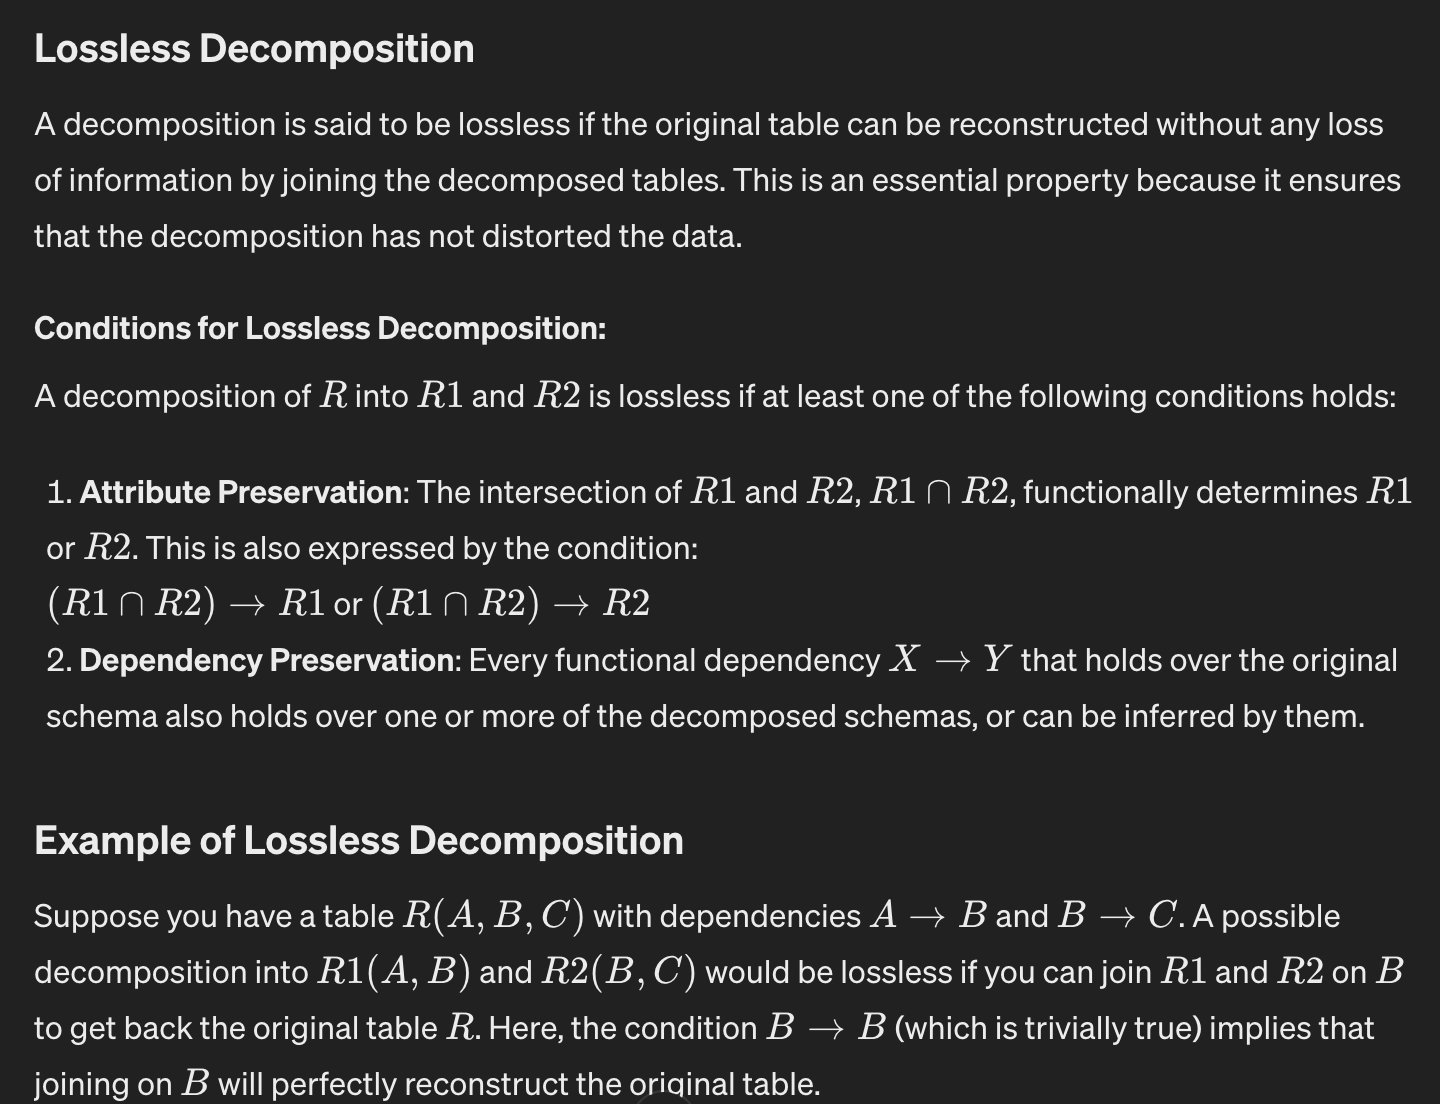 Lossless Decomposition
A decomposition is said to be lossless if the original table can be reconstructed without any loss
of information by joining the decomposed tables. This is an essential property because it ensures
that the decomposition has not distorted the data.
Conditions for Lossless Decomposition:
A decomposition of R into R1 and R2 is lossless if at least one of the following conditions holds:
1. Attribute Preservation: The intersection of R1 and R2, R1 ∩ R2, functionally determines R1
or R2. This is also expressed by the condition:
(R1 ∩ R2) → R1 or (R1 ∩ R2) → R2
2. Dependency Preservation: Every functional dependency X → Y that holds over the original
schema also holds over one or more of the decomposed schemas, or can be inferred by them.
Example of Lossless Decomposition
Suppose you have a table R(A, B, C) with dependencies A → B and B → C. A possible
decomposition into R1(A, B) and R2(B, C) would be lossless if you can join R1 and R2 on B
to get back the original table R. Here, the condition B → B (which is trivially true) implies that
joining on B will perfectly reconstruct the original table.